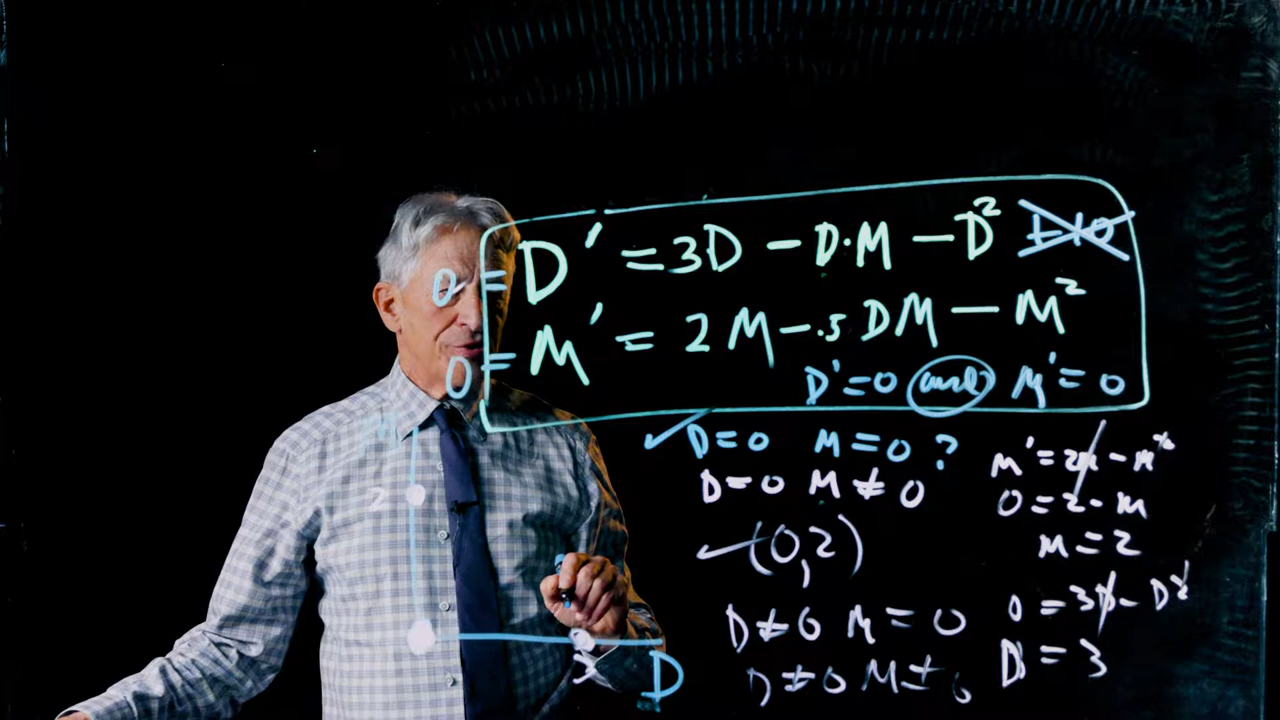 0 = D' = 3D - D·M - D²
0 = M' = 2M - .5DM - M²
D' = 0 and M' = 0
D = 0 M = 0 ?
D = 0 M ≠ 0
(0,2)
D ≠ 0 M = 0
D ≠ 0 M ≠ 0
M' = 2M - M²
0 = 2 - M
M = 2
0 = 3D - D²
D = 3
2
3
D